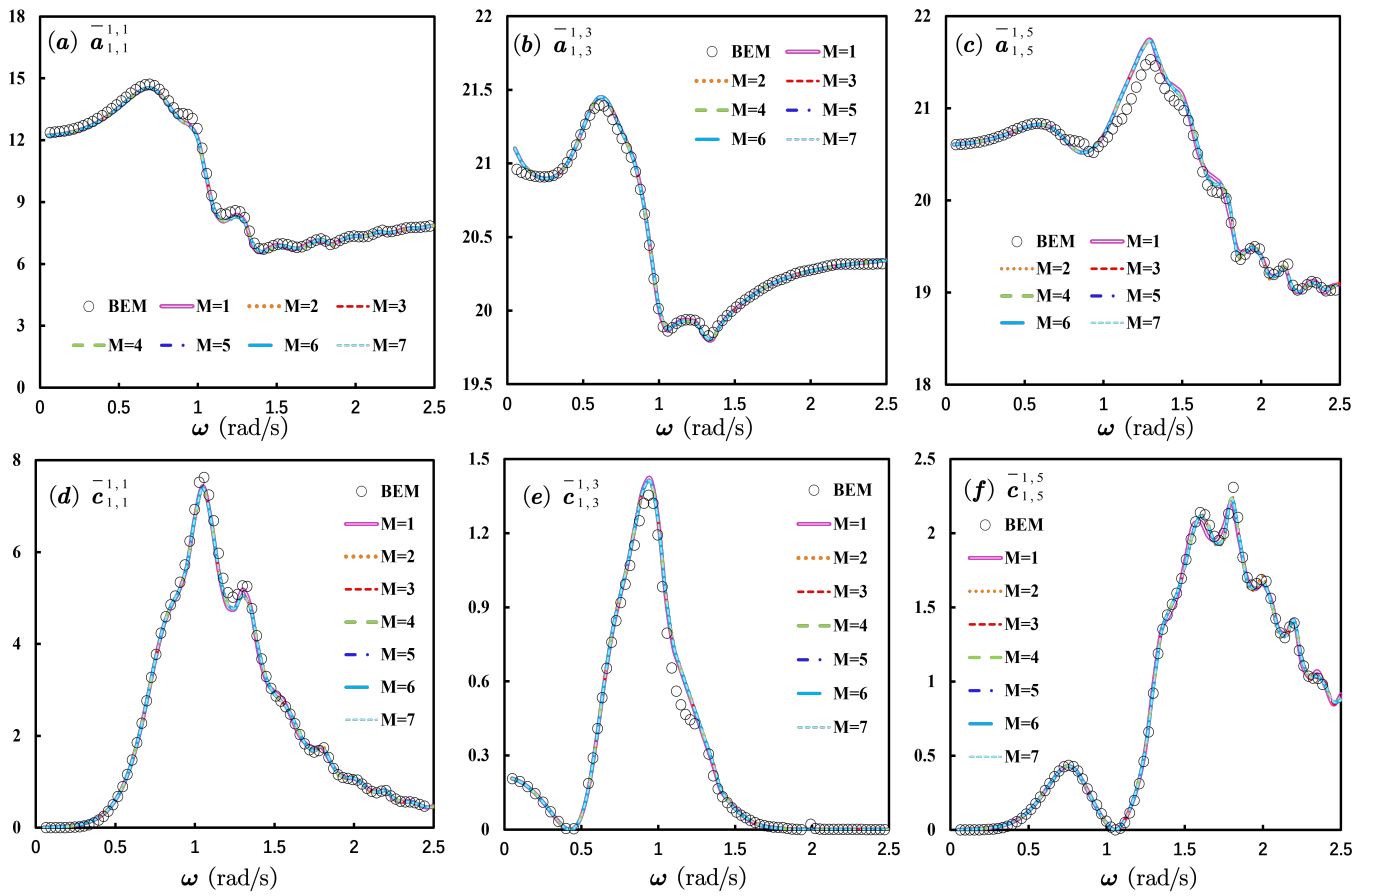 (a) a̅ 1,1 1,1
18
15
12
9
6
3
0
BEM M=1 M=2 M=3
M=4 M=5 M=6 M=7
0 0.5 1 1.5 2 2.5
ω (rad/s)
(b) a̅ 1,3 1,3
22
21.5
21
20.5
20
19.5
BEM M=1
M=2 M=3
M=4 M=5
M=6 M=7
0 0.5 1 1.5 2 2.5
ω (rad/s)
(c) a̅ 1,5 1,5
22
21
20
19
18
BEM M=1
M=2 M=3
M=4 M=5
M=6 M=7
0 0.5 1 1.5 2 2.5
ω (rad/s)
(d) c̅ 1,1 1,1
8
6
4
2
0
BEM
M=1
M=2
M=3
M=4
M=5
M=6
M=7
0 0.5 1 1.5 2 2.5
ω (rad/s)
(e) c̅ 1,3 1,3
1.5
1.2
0.9
0.6
0.3
0
BEM
M=1
M=2
M=3
M=4
M=5
M=6
M=7
0 0.5 1 1.5 2 2.5
ω (rad/s)
(f) c̅ 1,5 1,5
2.5
2
1.5
1
0.5
0
BEM
M=1
M=2
M=3
M=4
M=5
M=6
M=7
0 0.5 1 1.5 2 2.5
ω (rad/s)